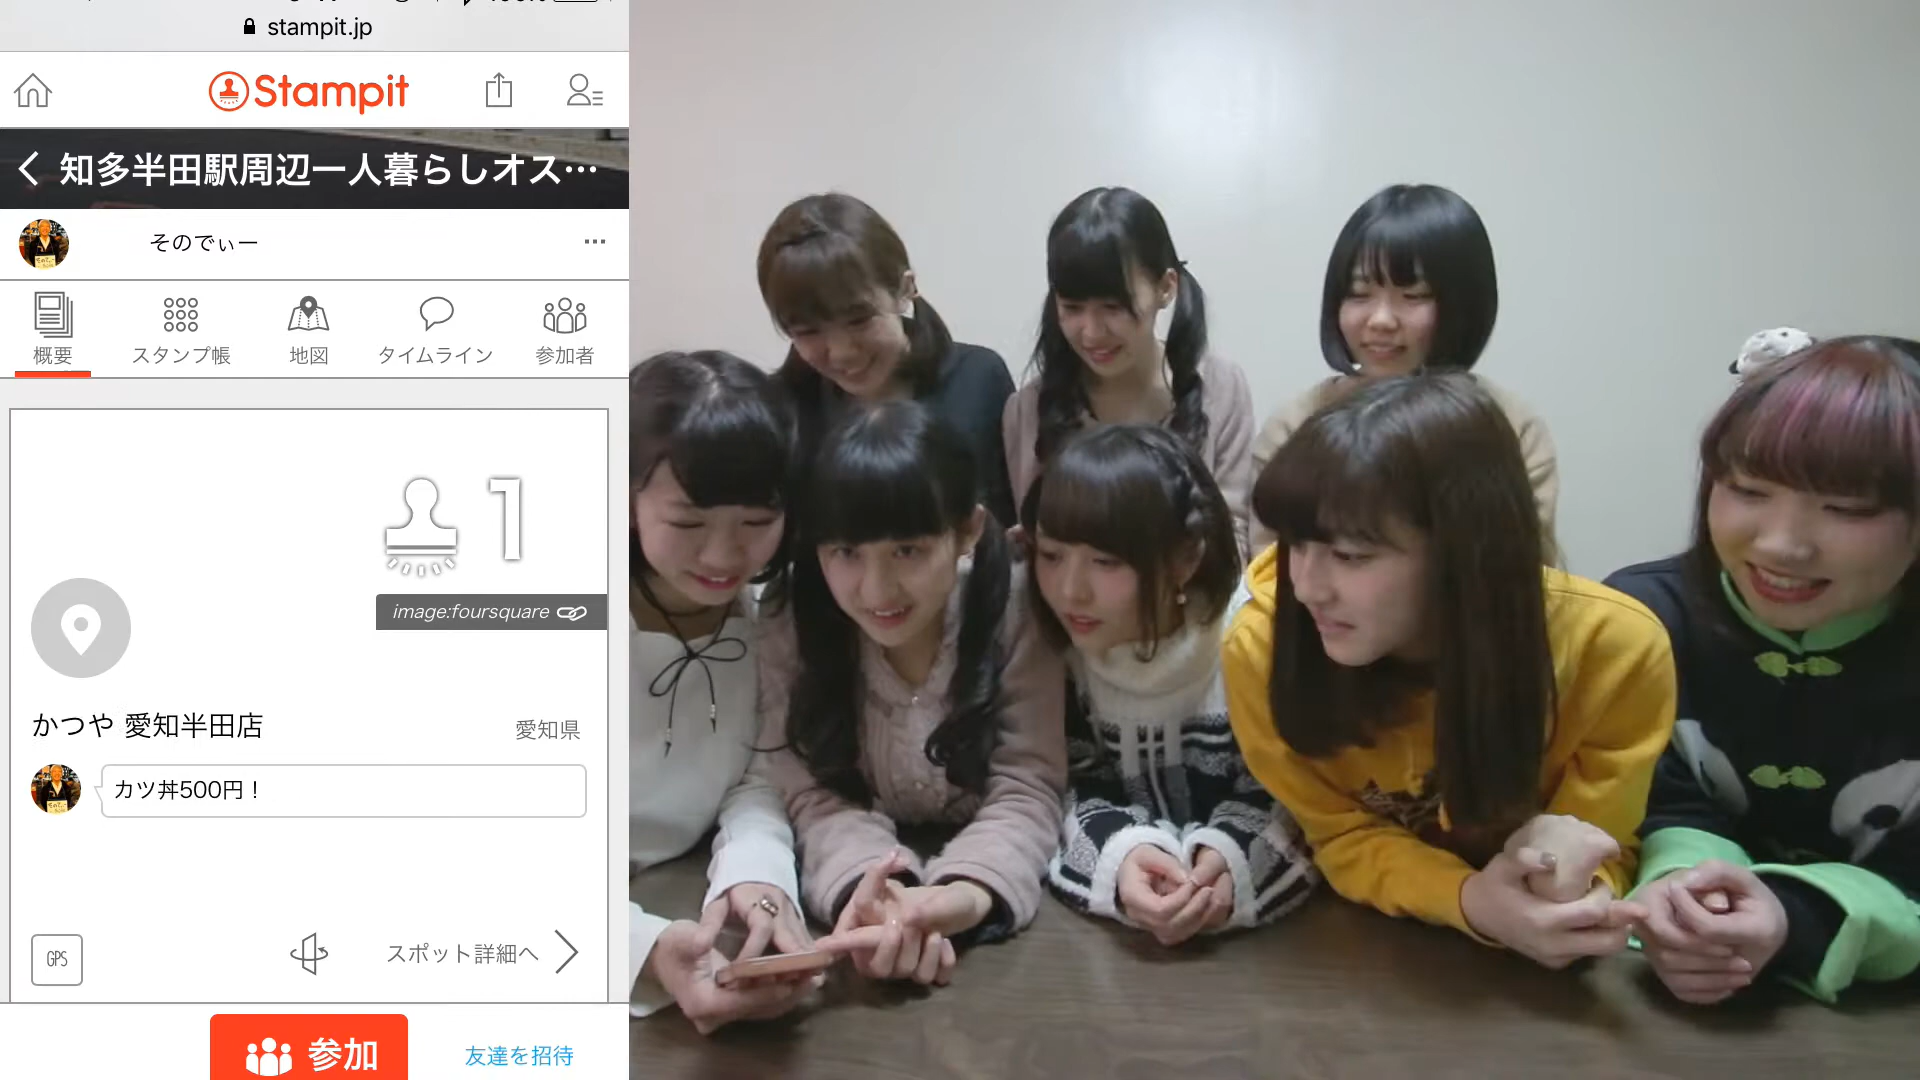 stampit.jp
Stampit
知多半田駅周辺一人暮らしオス…
そのでぃー
概要
スタンプ帳
地図
タイムライン
参加者
1
image:foursquare
かつや 愛知半田店
愛知県
カツ丼500円！
GPS
スポット詳細へ
参加
友達を招待